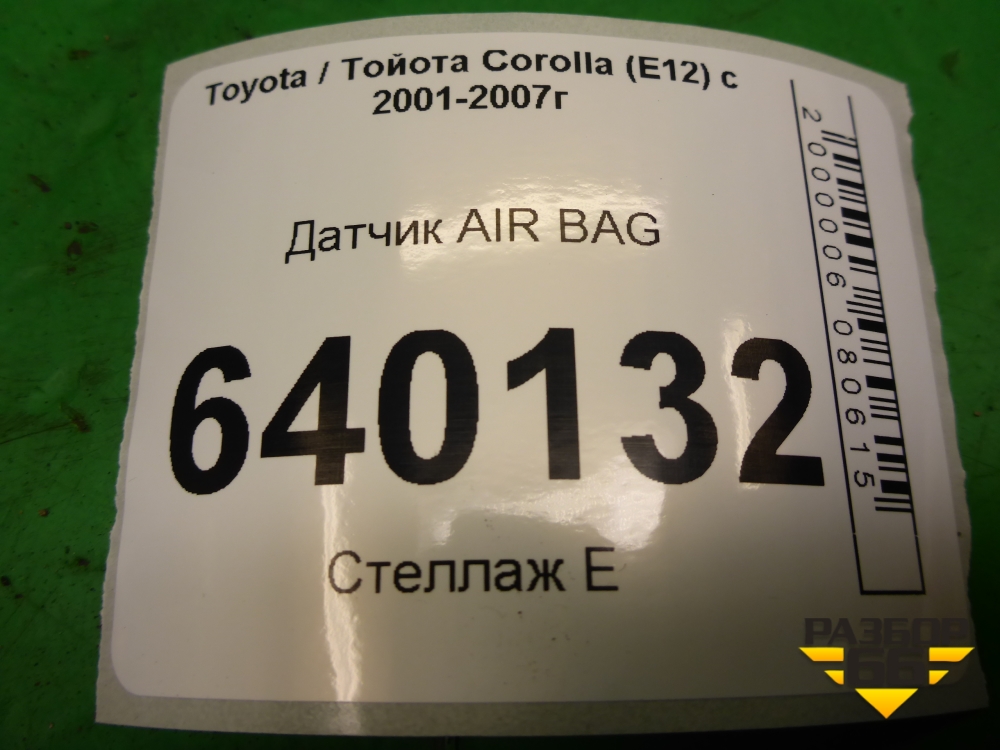 Toyota / Тойота Corolla (E12) с
2001-2007г
Датчик AIR BAG
640132
Стеллаж E
2000006080615
РАЗБОР
66